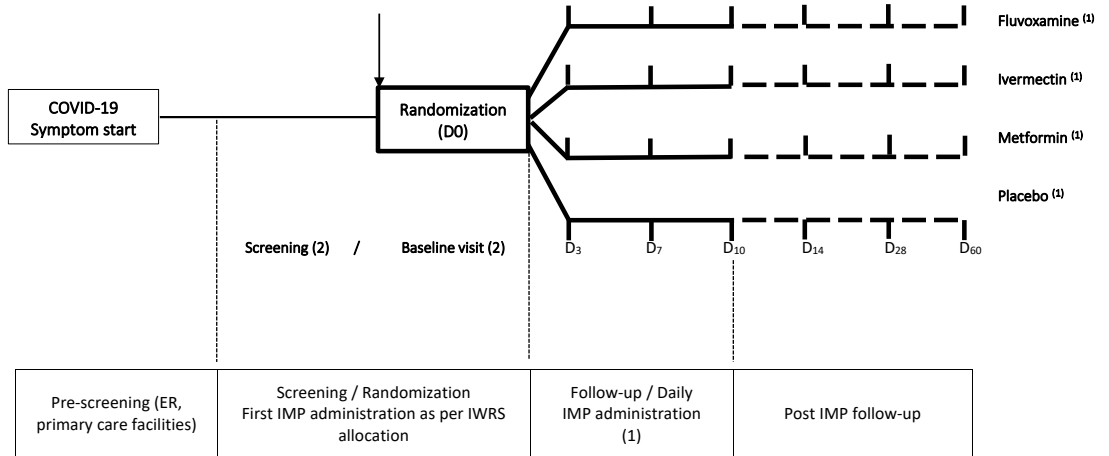 Fluvoxamine (1)
Ivermectin (1)
COVID-19
Symptom start
Randomization
(D0)
Metformin (1)
Placebo (1)
Screening (2) / Baseline visit (2)
D3 D7 D10 D14 D28 D60
Pre-screening (ER,
primary care facilities)
Screening / Randomization
First IMP administration as per IWRS
allocation
Follow-up / Daily
IMP administration
(1)
Post IMP follow-up